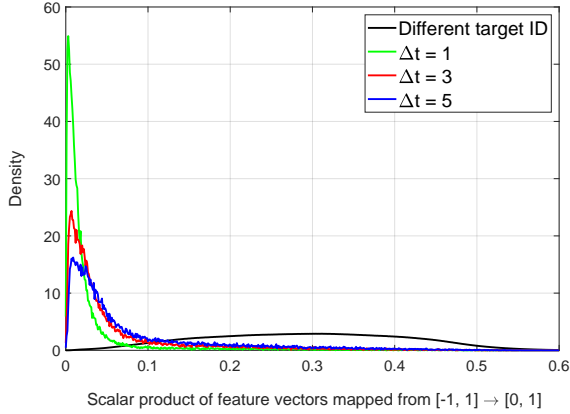 60
50
40
30
20
10
0
Density
Different target ID
Δt = 1
Δt = 3
Δt = 5
0 0.1 0.2 0.3 0.4 0.5 0.6
Scalar product of feature vectors mapped from [-1, 1] → [0, 1]